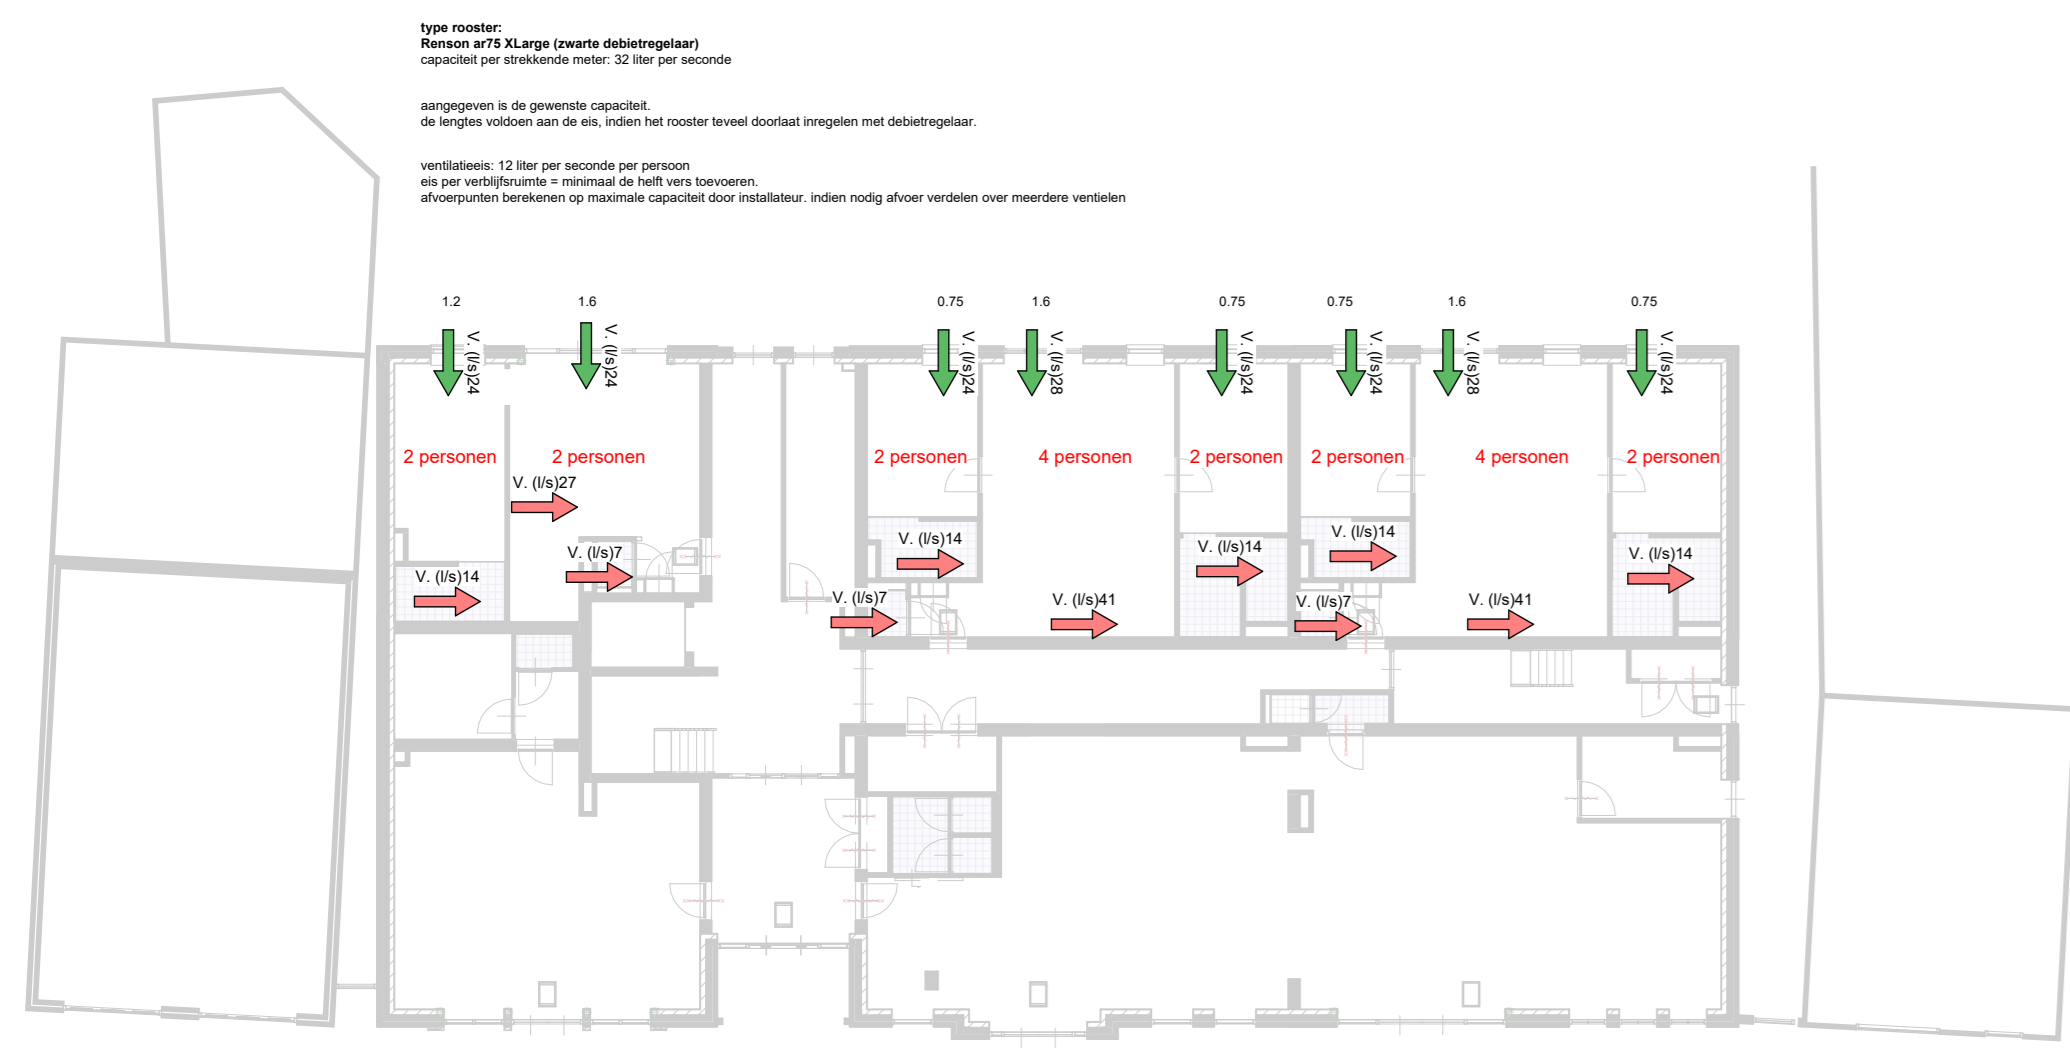 type rooster:
Renson ar75 XLarge (zwarte debietregelaar)
capaciteit per strekkende meter: 32 liter per seconde
aangegeven is de gewenste capaciteit.
de lengtes voldoen aan de eis, indien het rooster teveel doorlaat inregelen met debietregelaar.
ventilatieeis: 12 liter per seconde per persoon
eis per verblijfsruimte = minimaal de helft vers toevoeren.
afvoerpunten berekenen op maximale capaciteit door installateur. indien nodig afvoer verdelen over meerdere ventielen
1.2
1.6
0.75
1.6
0.75
0.75
1.6
0.75
V. (l/s)24
V. (l/s)24
V. (l/s)24
V. (l/s)28
V. (l/s)24
V. (l/s)24
V. (l/s)28
V. (l/s)24
2 personen
2 personen
2 personen
4 personen
2 personen
2 personen
4 personen
2 personen
V. (l/s)27
V. (l/s)7
V. (l/s)14
V. (l/s)14
V. (l/s)7
V. (l/s)41
V. (l/s)14
V. (l/s)14
V. (l/s)7
V. (l/s)41
V. (l/s)14